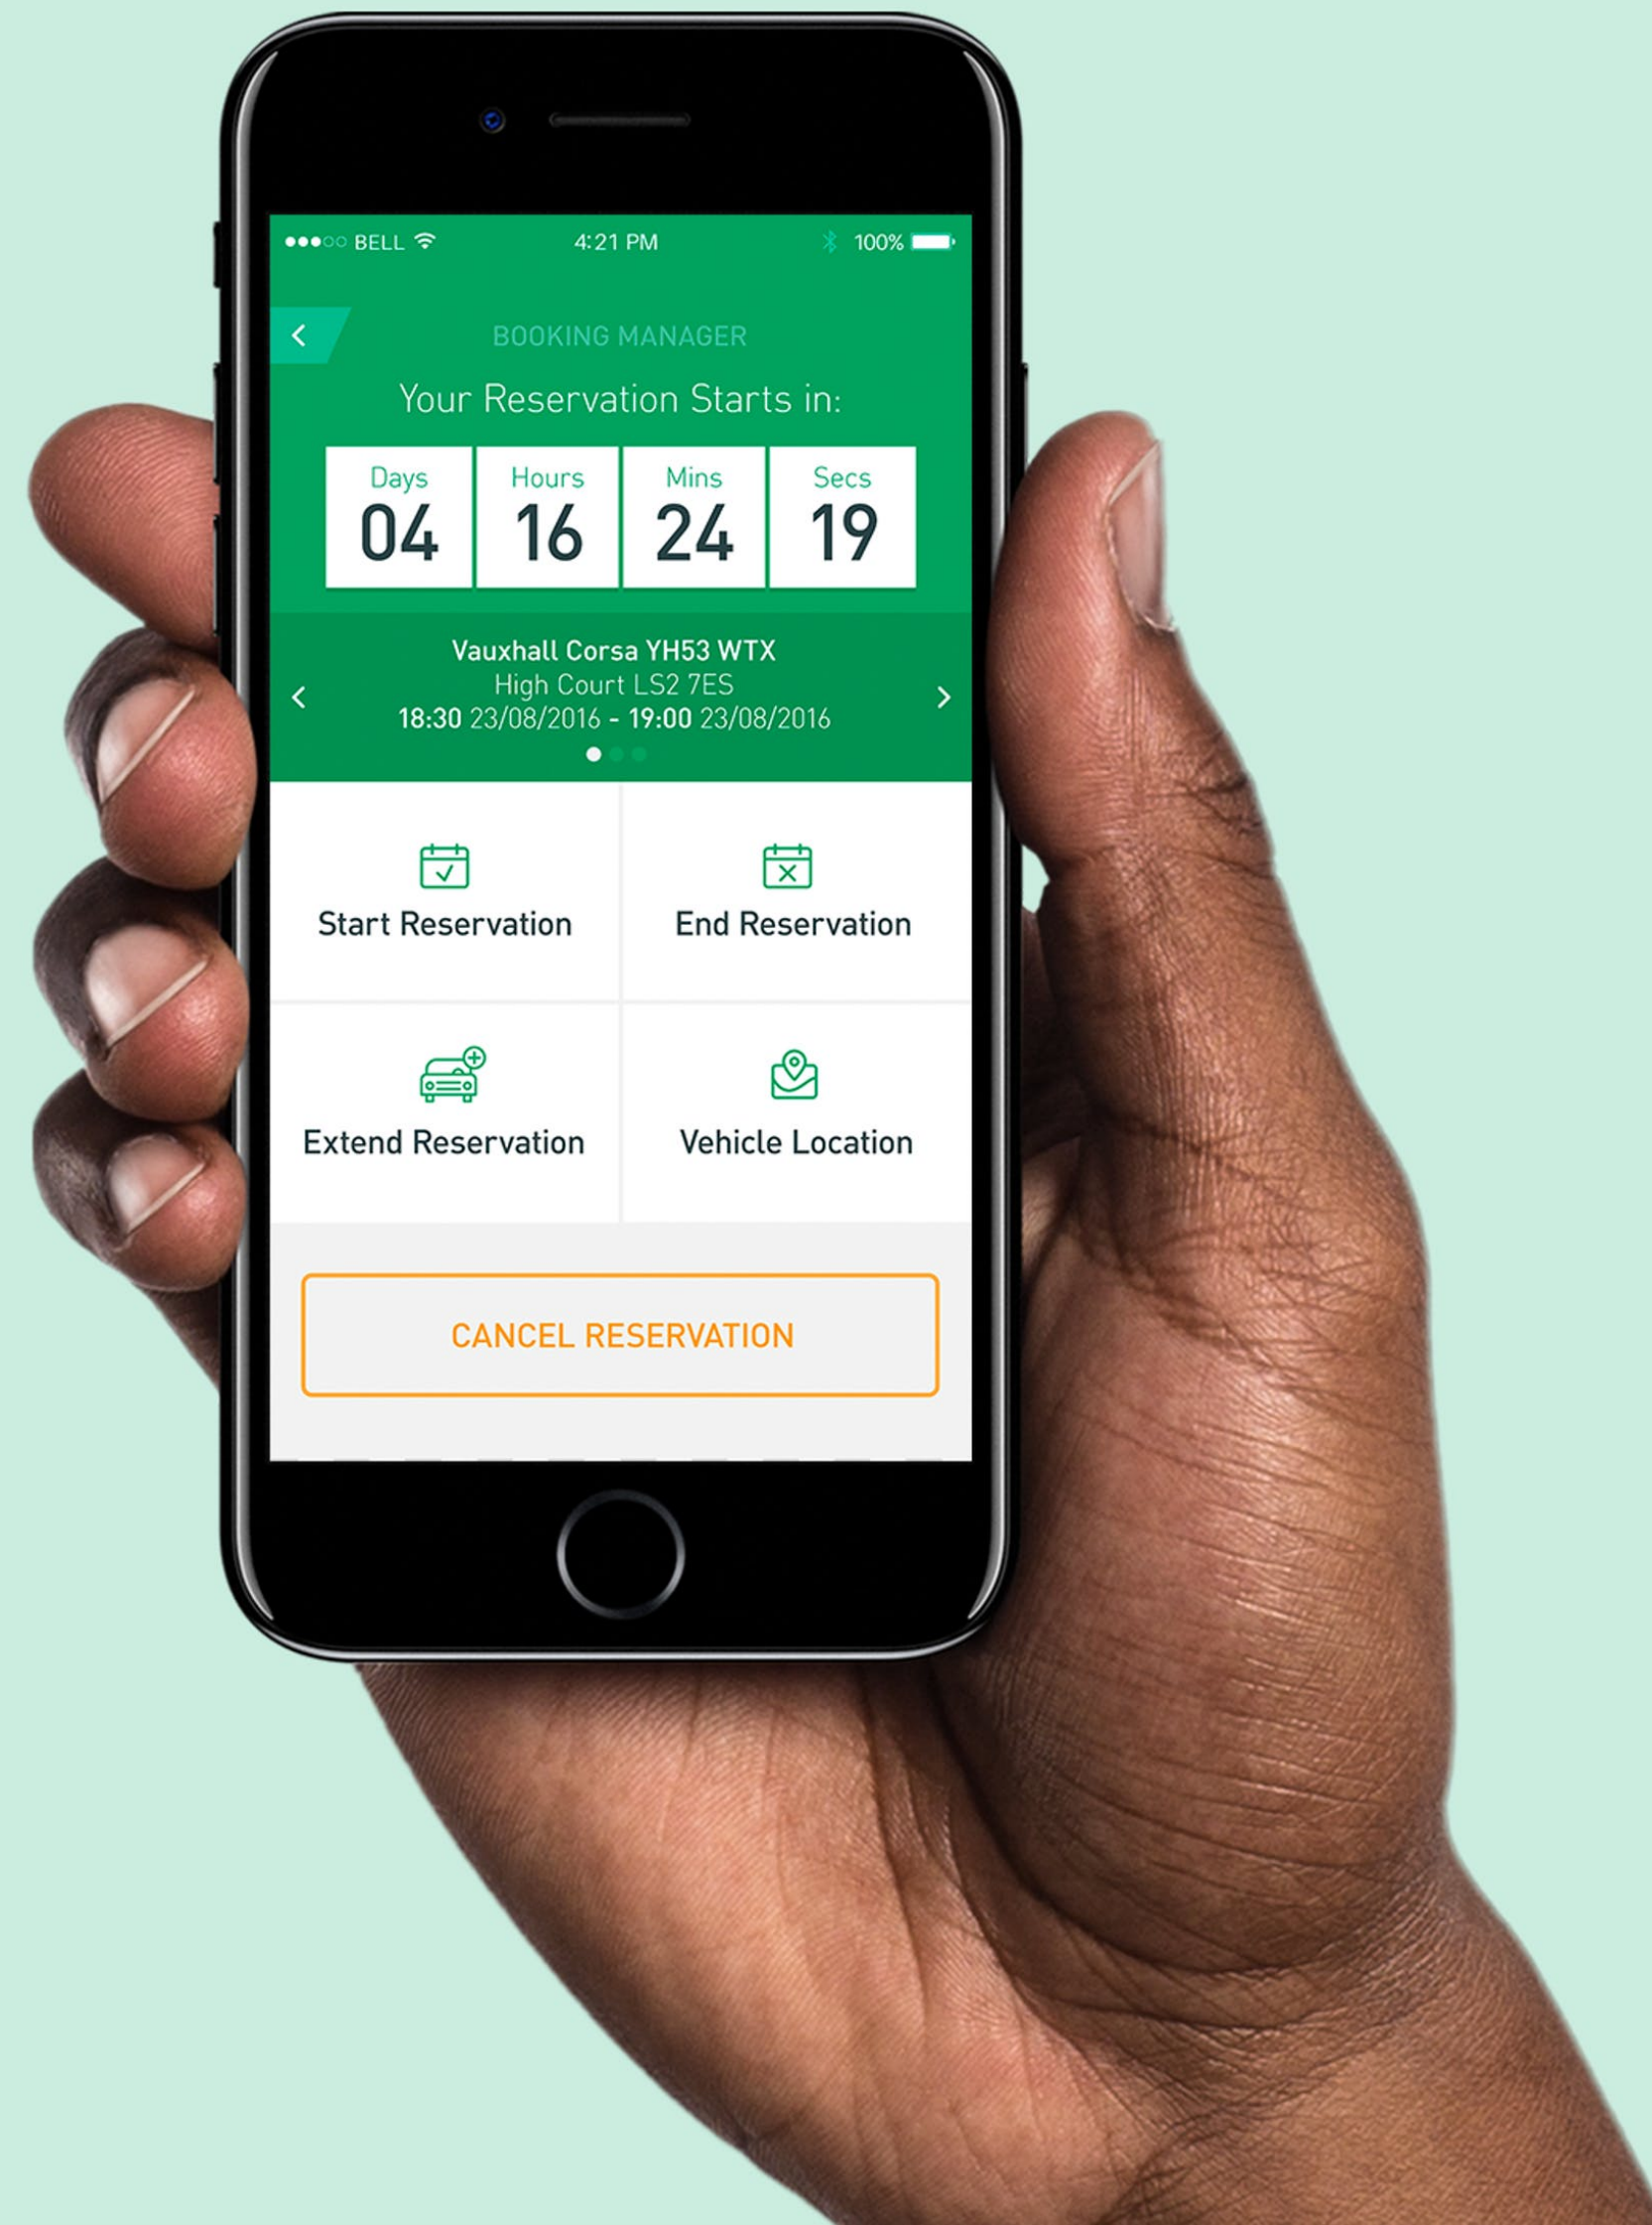 BELL 4:21 PM 100%
BOOKING MANAGER
Your Reservation Starts in:
Days Hours Mins Secs
04 16 24 19
Vauxhall Corsa YH53 WTX
High Court LS2 7ES
18:30 23/08/2016 - 19:00 23/08/2016
Start Reservation End Reservation
Extend Reservation Vehicle Location
CANCEL RESERVATION